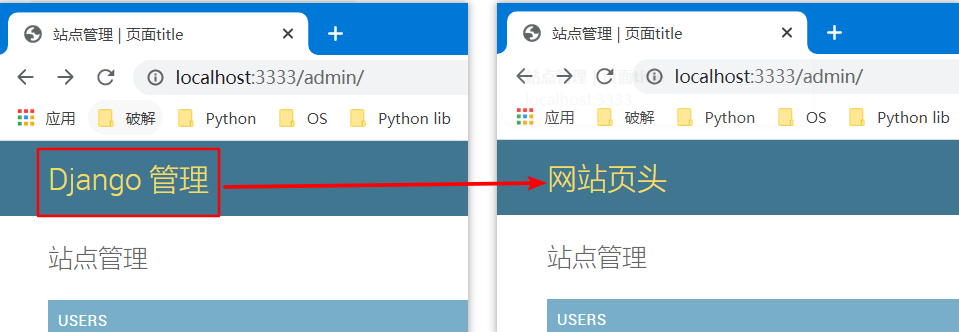 站点管理 | 页面title
localhost:3333/admin/
应用 破解 Python OS Python lib
Django 管理
站点管理
USERS
站点管理 | 页面title
localhost:3333/admin/
应用 破解 Python OS Python lib
网站页头
站点管理
USERS